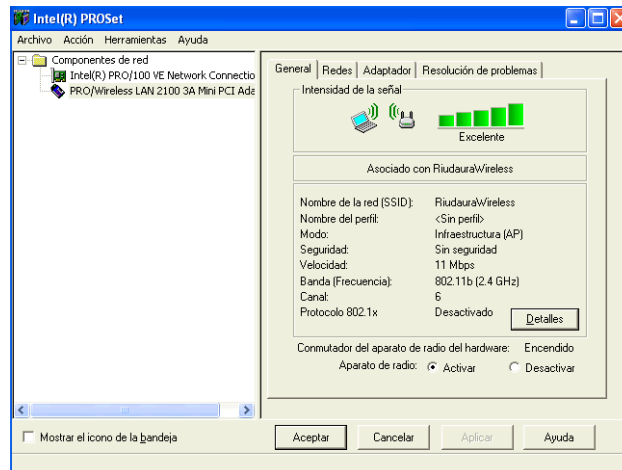 Intel(R) PROSet
Archivo Acción Herramientas Ayuda
Componentes de red
Intel(R) PRO/100 VE Network Connectio
PRO/Wireless LAN 2100 3A Mini PCI Ada
General Redes Adaptador Resolución de problemas
Intensidad de la señal
Excelente
Asociado con RiudauraWireless
Nombre de la red (SSID): RiudauraWireless
Nombre del perfil: <Sin perfil>
Modo: Infraestructura (AP)
Seguridad: Sin seguridad
Velocidad: 11 Mbps
Banda (Frecuencia): 802.11b (2.4 GHz)
Canal: 6
Protocolo 802.1x Desactivado
Detalles
Conmutador del aparato de radio del hardware: Encendido
Aparato de radio: Activar Desactivar
Mostrar el icono de la bandeja
Aceptar Cancelar Aplicar Ayuda